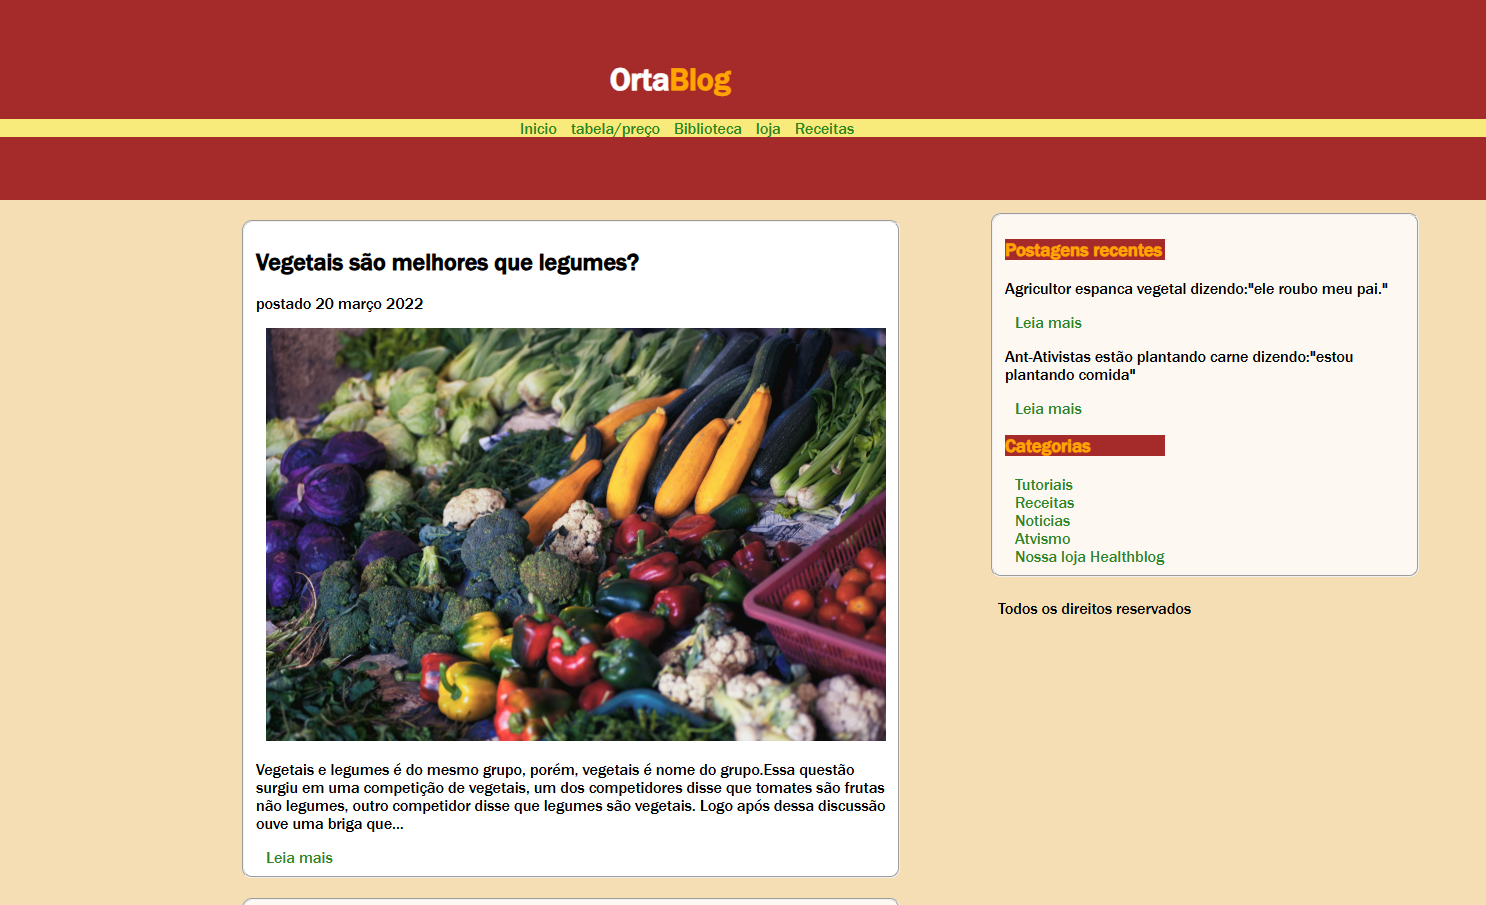 OrtaBlog
Inicio tabela/preço Biblioteca loja Receitas
Vegetais são melhores que legumes?
postado 20 março 2022
Vegetais e legumes é do mesmo grupo, porém, vegetais é nome do grupo.Essa questão
surgiu em uma competição de vegetais, um dos competidores disse que tomates são frutas
não legumes, outro competidor disse que legumes são vegetais. Logo após dessa discussão
ouve uma briga que...
Leia mais
Postagens recentes
Agricultor espanca vegetal dizendo:"ele roubo meu pai."
Leia mais
Ant-Ativistas estão plantando carne dizendo:"estou
plantando comida"
Leia mais
Categorias
Tutoriais
Receitas
Noticias
Atvismo
Nossa loja Healthblog
Todos os direitos reservados